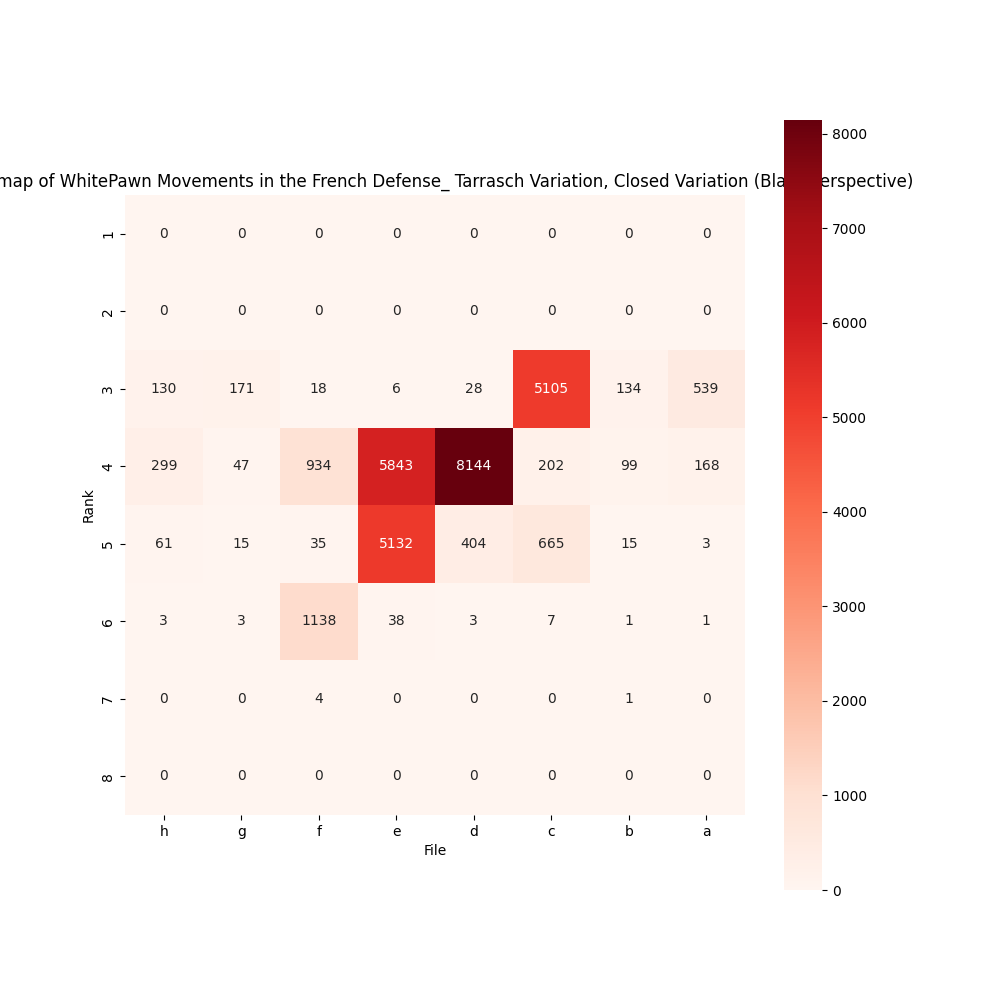 map of WhitePawn Movements in the French Defense_ Tarrasch Variation, Closed Variation (Bla erspective)
8000
7000
6000
5000
4000
3000
2000
1000
0
Rank
1 0 0 0 0 0 0 0 0
2 0 0 0 0 0 0 0 0
3 130 171 18 6 28 5105 134 539
4 299 47 934 5843 8144 202 99 168
5 61 15 35 5132 404 665 15 3
6 3 3 1138 38 3 7 1 1
7 0 0 4 0 0 0 1 0
8 0 0 0 0 0 0 0 0
h g f e d c b a
File